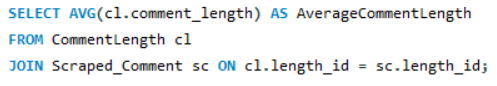 SELECT AVG(cl.comment_length) AS AverageCommentLength
FROM CommentLength cl
JOIN Scraped_Comment sc ON cl.length_id = sc.length_id;